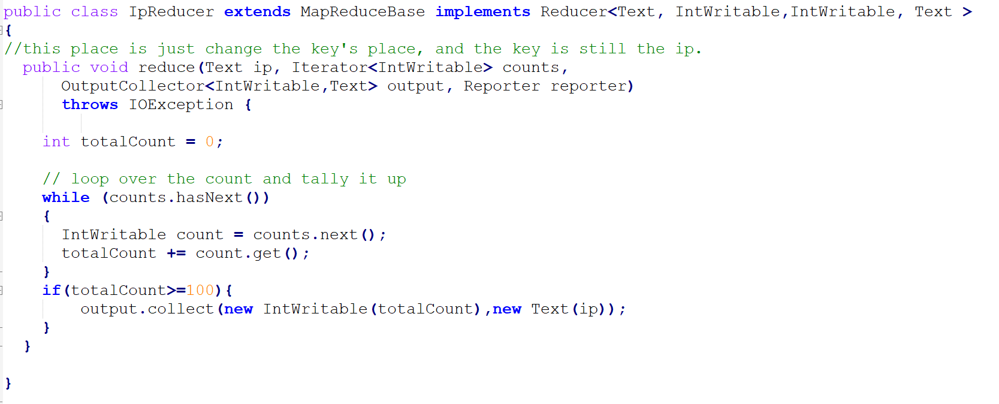 public class IpReducer extends MapReduceBase implements Reducer<Text, IntWritable,IntWritable, Text >
{
//this place is just change the key's place, and the key is still the ip.
public void reduce(Text ip, Iterator<IntWritable> counts,
OutputCollector<IntWritable,Text> output, Reporter reporter)
throws IOException {
int totalCount = 0;
// loop over the count and tally it up
while (counts.hasNext())
{
IntWritable count = counts.next();
totalCount += count.get();
}
if(totalCount>=100){
output.collect(new IntWritable(totalCount),new Text(ip));
}
}
}